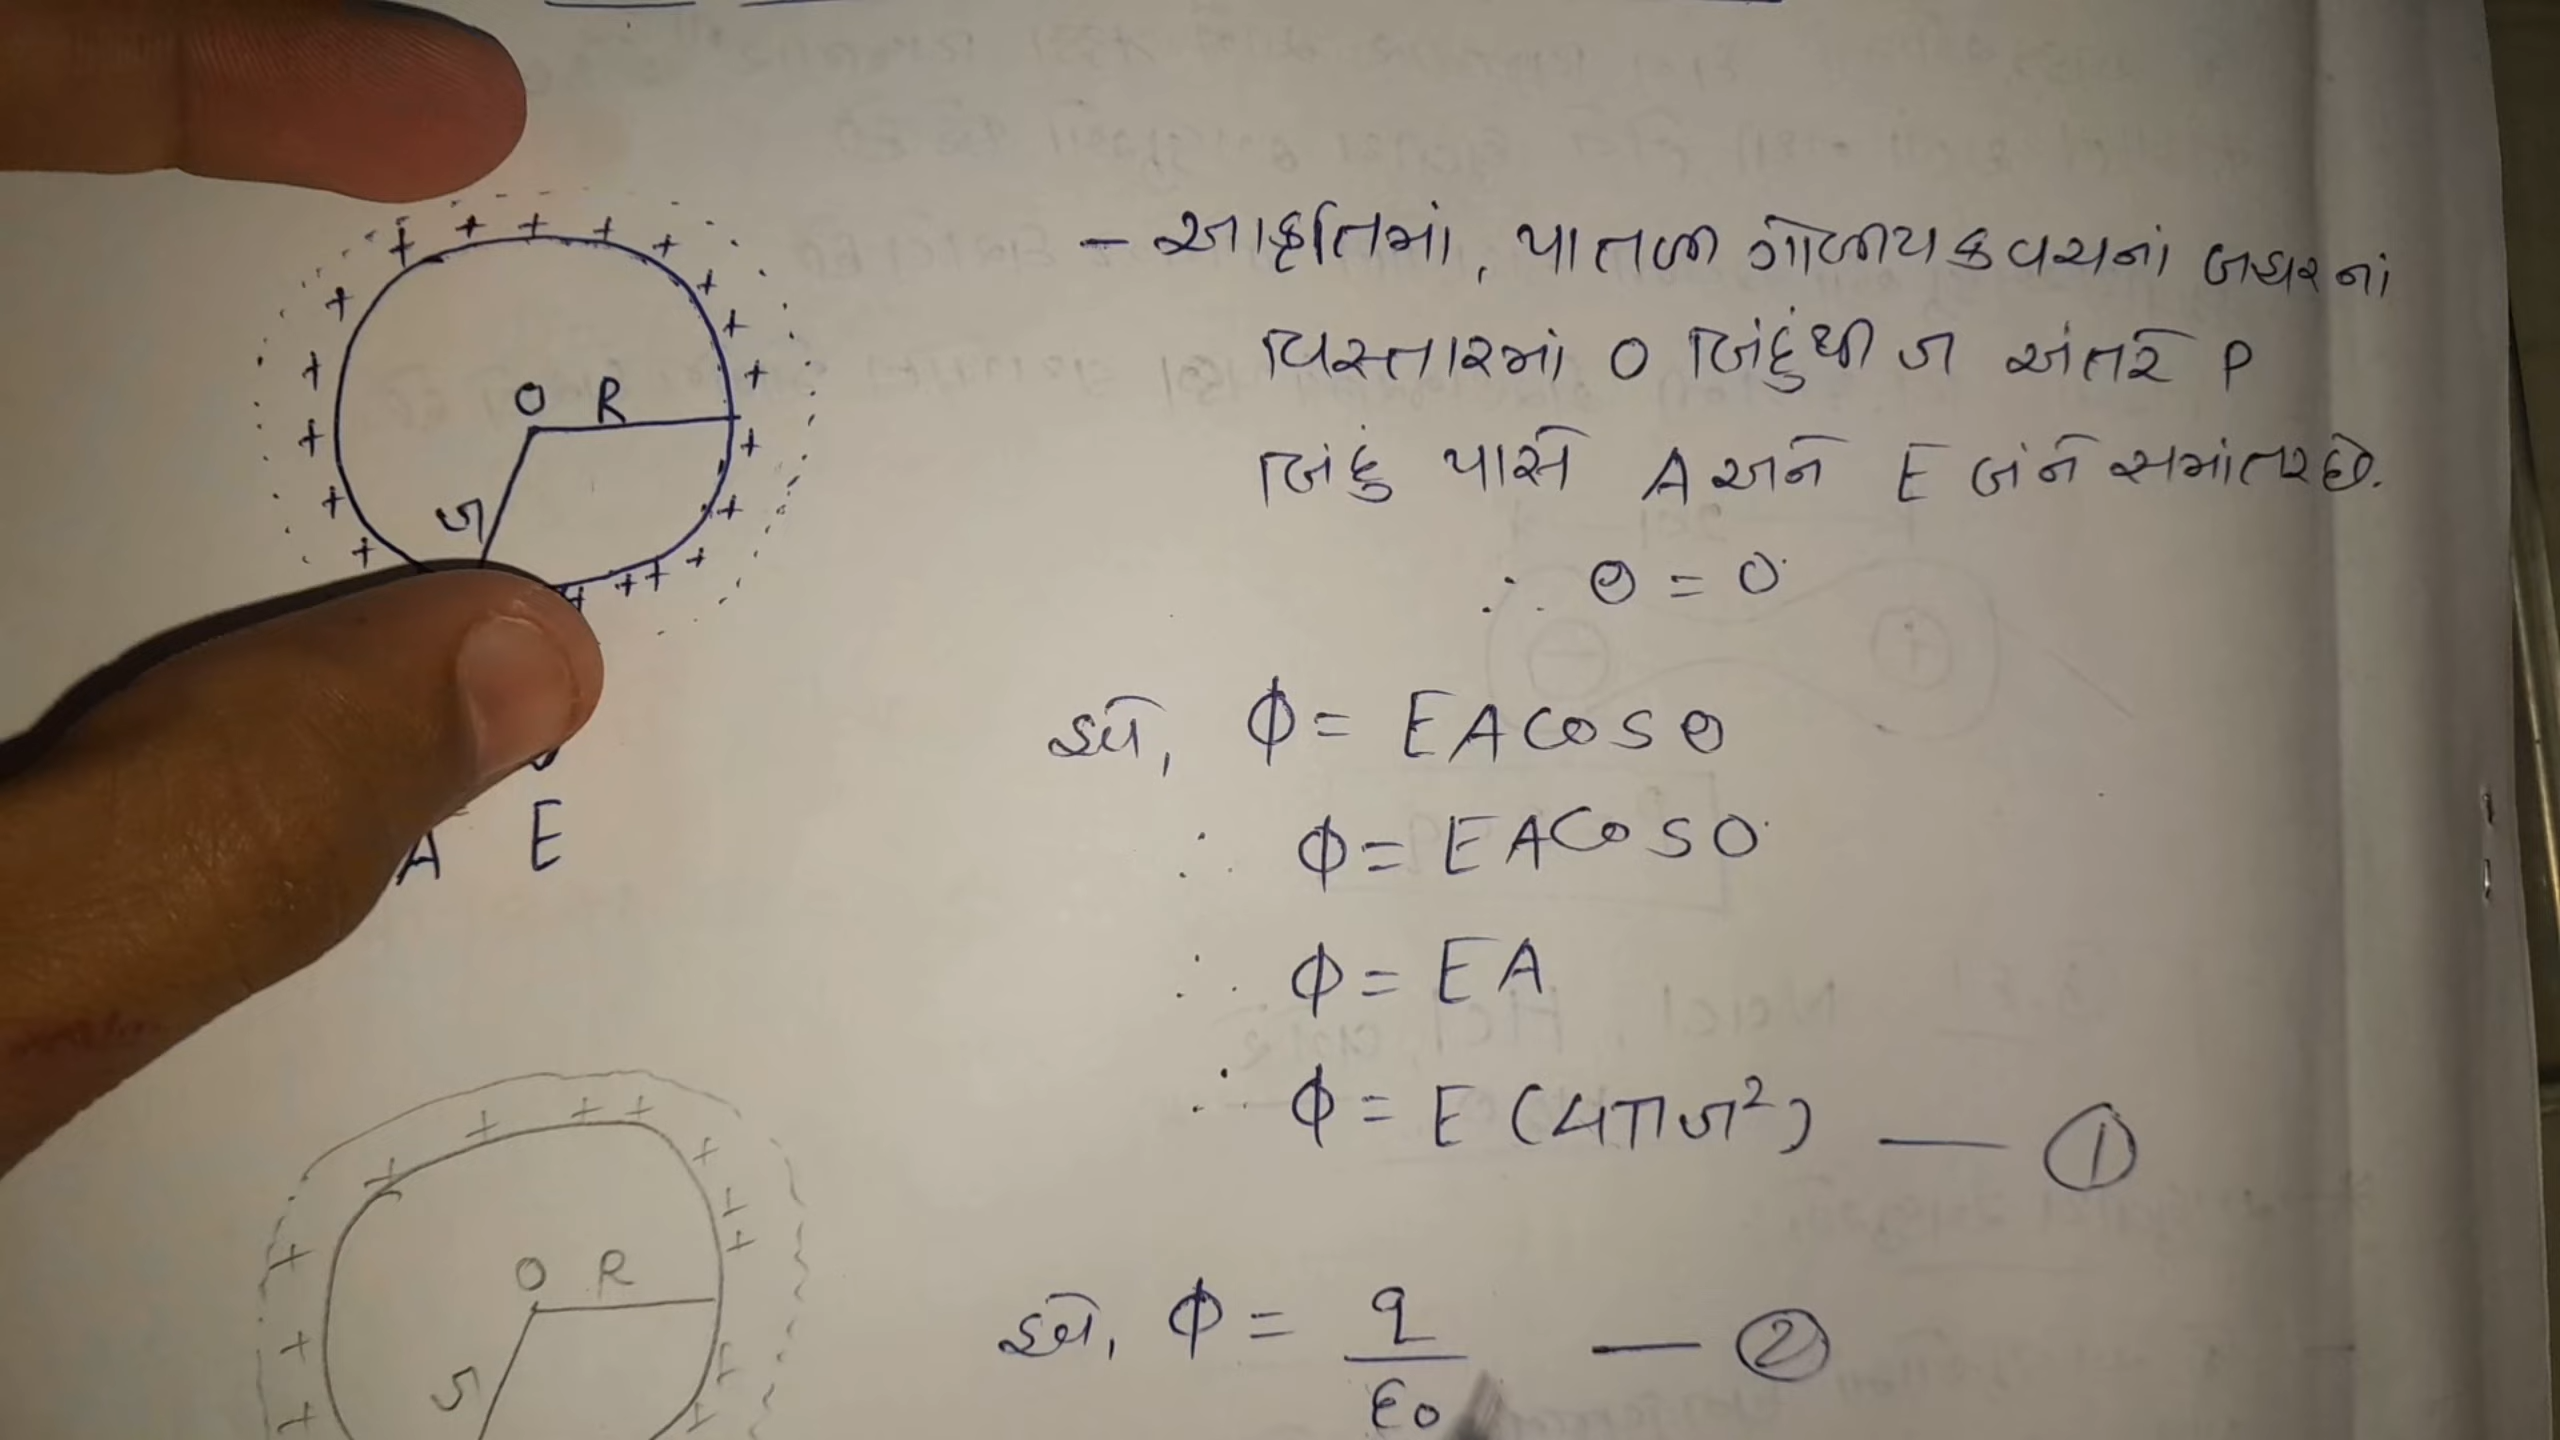 O R
r
A E
- આકૃતિમાં, પાતળા ગોળીય કવચનાં બહારનાં
વિસ્તારમાં O બિંદુથી r અંતરે P
બિંદુ પાસે A અને E બંને સમાંતર છે.
∴ θ = 0
હવે, Φ = EA cos θ
∴ Φ = EA cos 0
∴ Φ = EA
∴ Φ = E (4πr²) — ①
હવે, Φ = q/ε0 — ②
O R
r